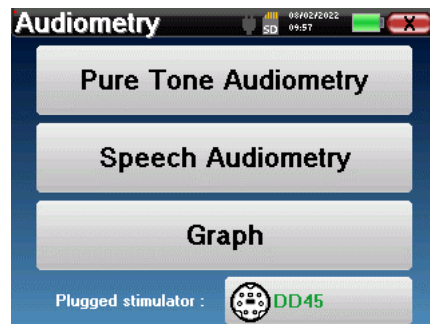 Audiometry SD 08/02/2022
09:57 X
Pure Tone Audiometry
Speech Audiometry
Graph
Plugged stimulator : DD45